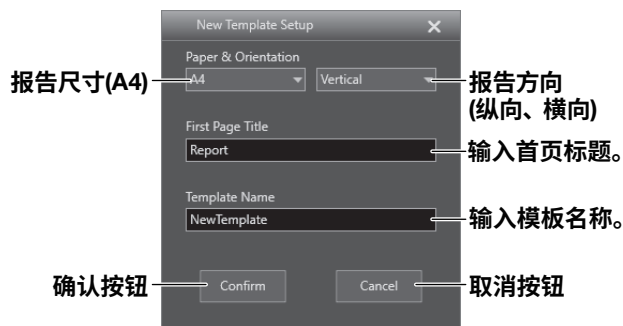 New Template Setup
Paper & Orientation
报告尺寸(A4)
A4
Vertical
报告方向
(纵向、横向)
First Page Title
Report
输入首页标题。
Template Name
NewTemplate
输入模板名称。
确认按钮
Confirm
Cancel
取消按钮